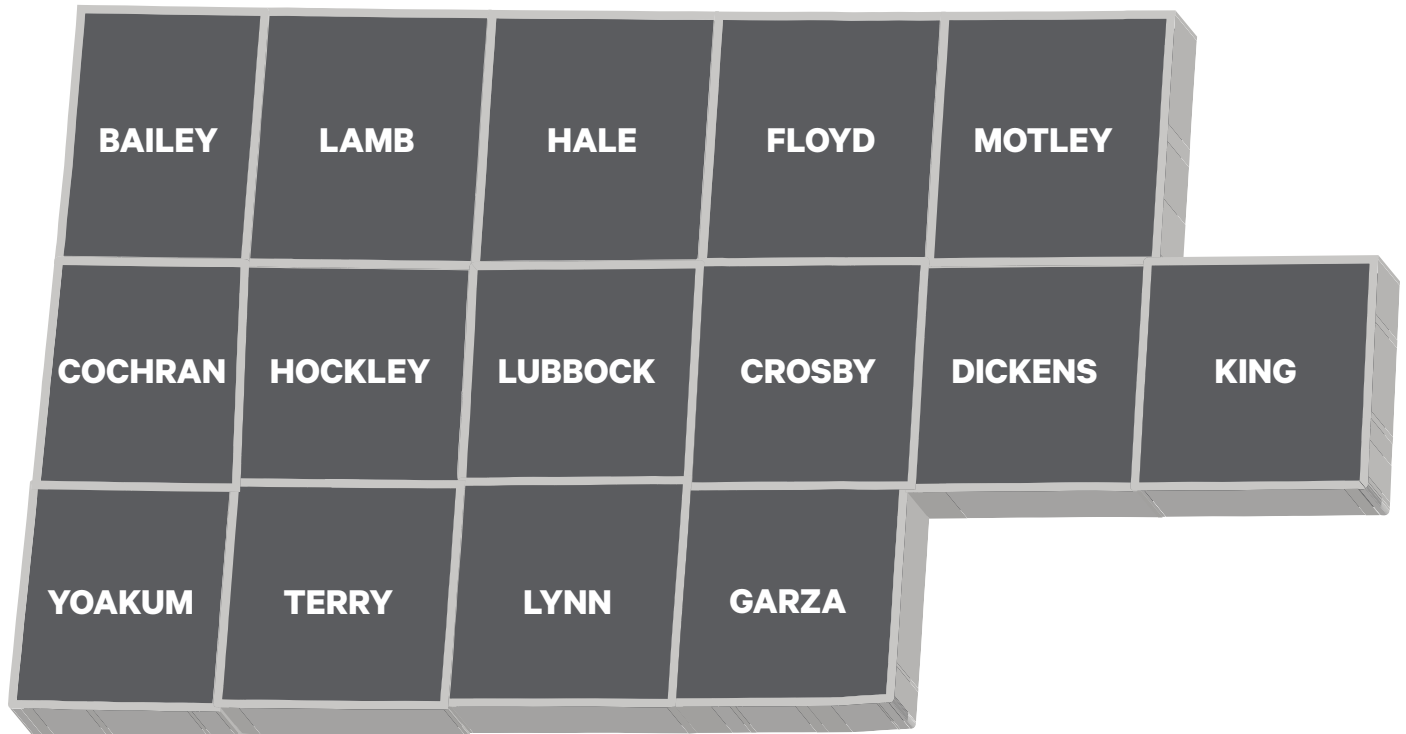 BAILEY LAMB HALE FLOYD MOTLEY
COCHRAN HOCKLEY LUBBOCK CROSBY DICKENS KING
YOAKUM TERRY LYNN GARZA